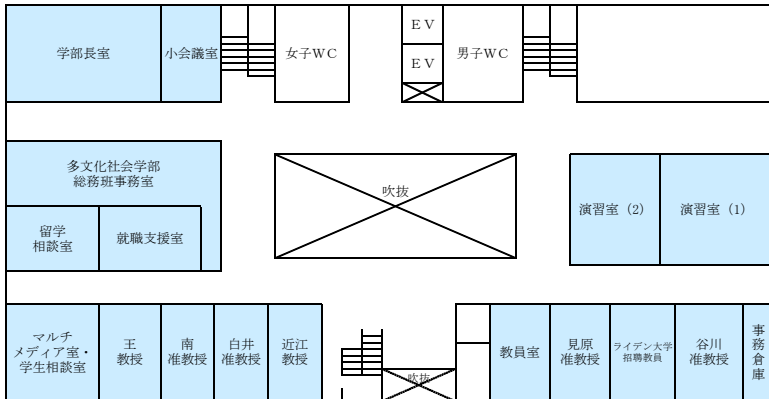 学部長室
小会議室
女子WC
EV
EV
男子WC
多文化社会学部
総務班事務室
留学
相談室
就職支援室
吹抜
演習室（2）
演習室（1）
マルチ
メディア室・
学生相談室
王
教授
南
准教授
白井
准教授
近江
教授
吹抜
教員室
見原
准教授
ライデン大学
招聘教員
谷川
准教授
事務倉庫